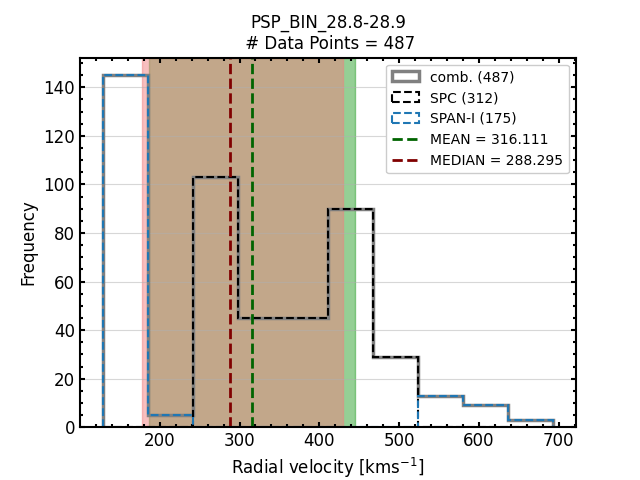 PSP_BIN_28.8-28.9
# Data Points = 487
comb. (487)
SPC (312)
SPAN-I (175)
MEAN = 316.111
MEDIAN = 288.295
Frequency
140
120
100
80
60
40
20
0
200 300 400 500 600 700
Radial velocity [kms⁻¹]